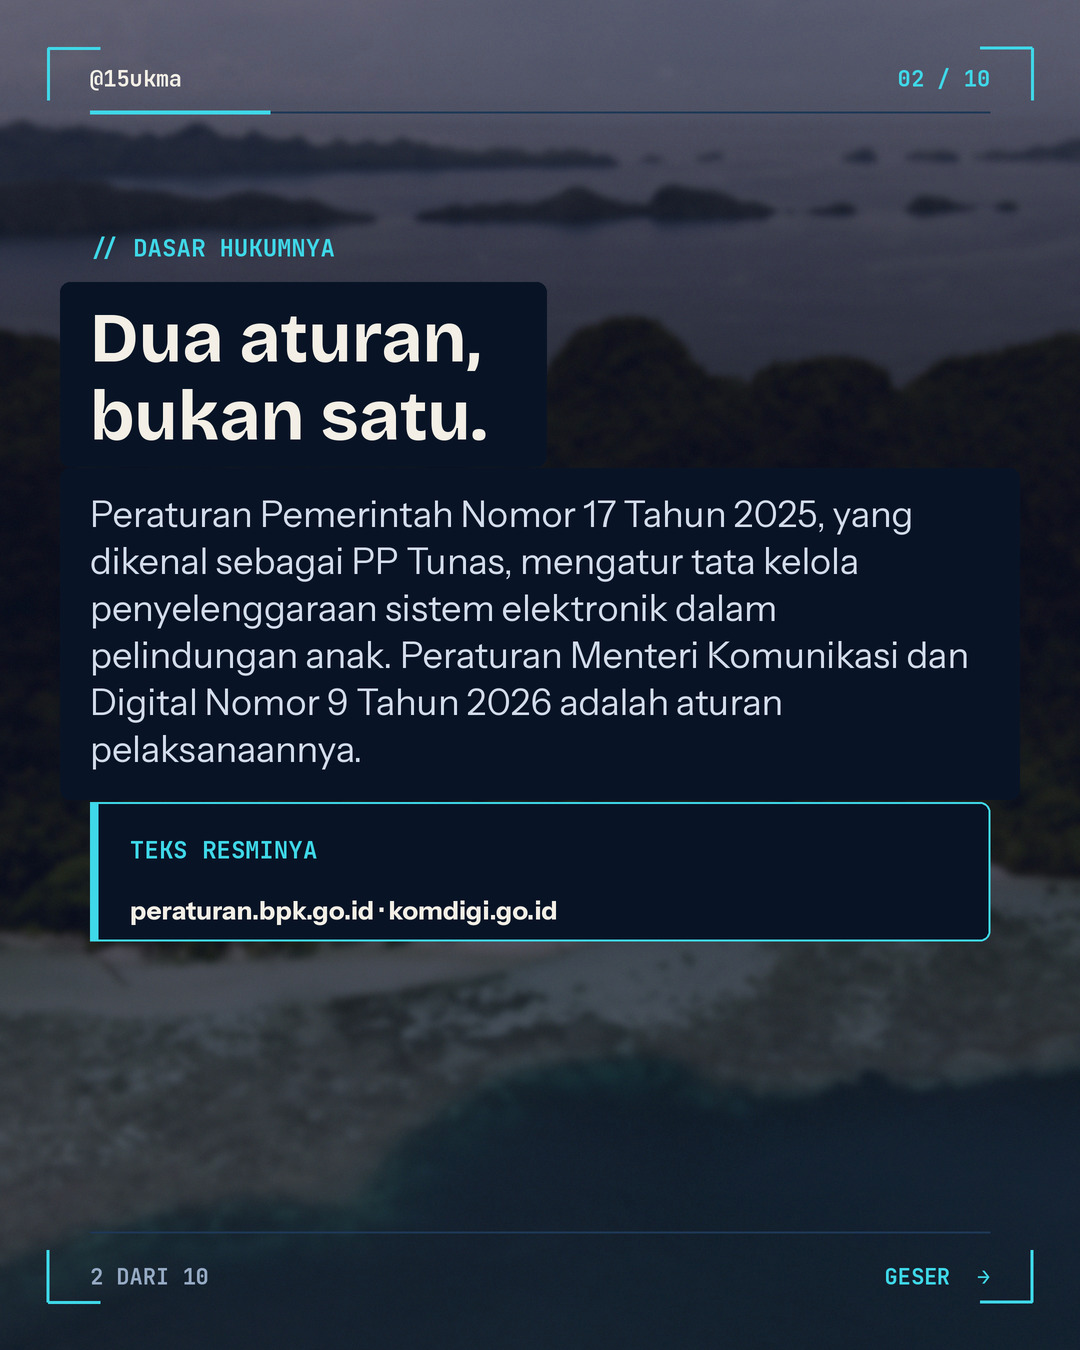 @15ukma
02 / 10
// DASAR HUKUMNYA
Dua aturan,
bukan satu.
Peraturan Pemerintah Nomor 17 Tahun 2025, yang
dikenal sebagai PP Tunas, mengatur tata kelola
penyelenggaraan sistem elektronik dalam
pelindungan anak. Peraturan Menteri Komunikasi dan
Digital Nomor 9 Tahun 2026 adalah aturan
pelaksanaannya.
TEKS RESMINYA
peraturan.bpk.go.id · komdigi.go.id
2 DARI 10
GESER →